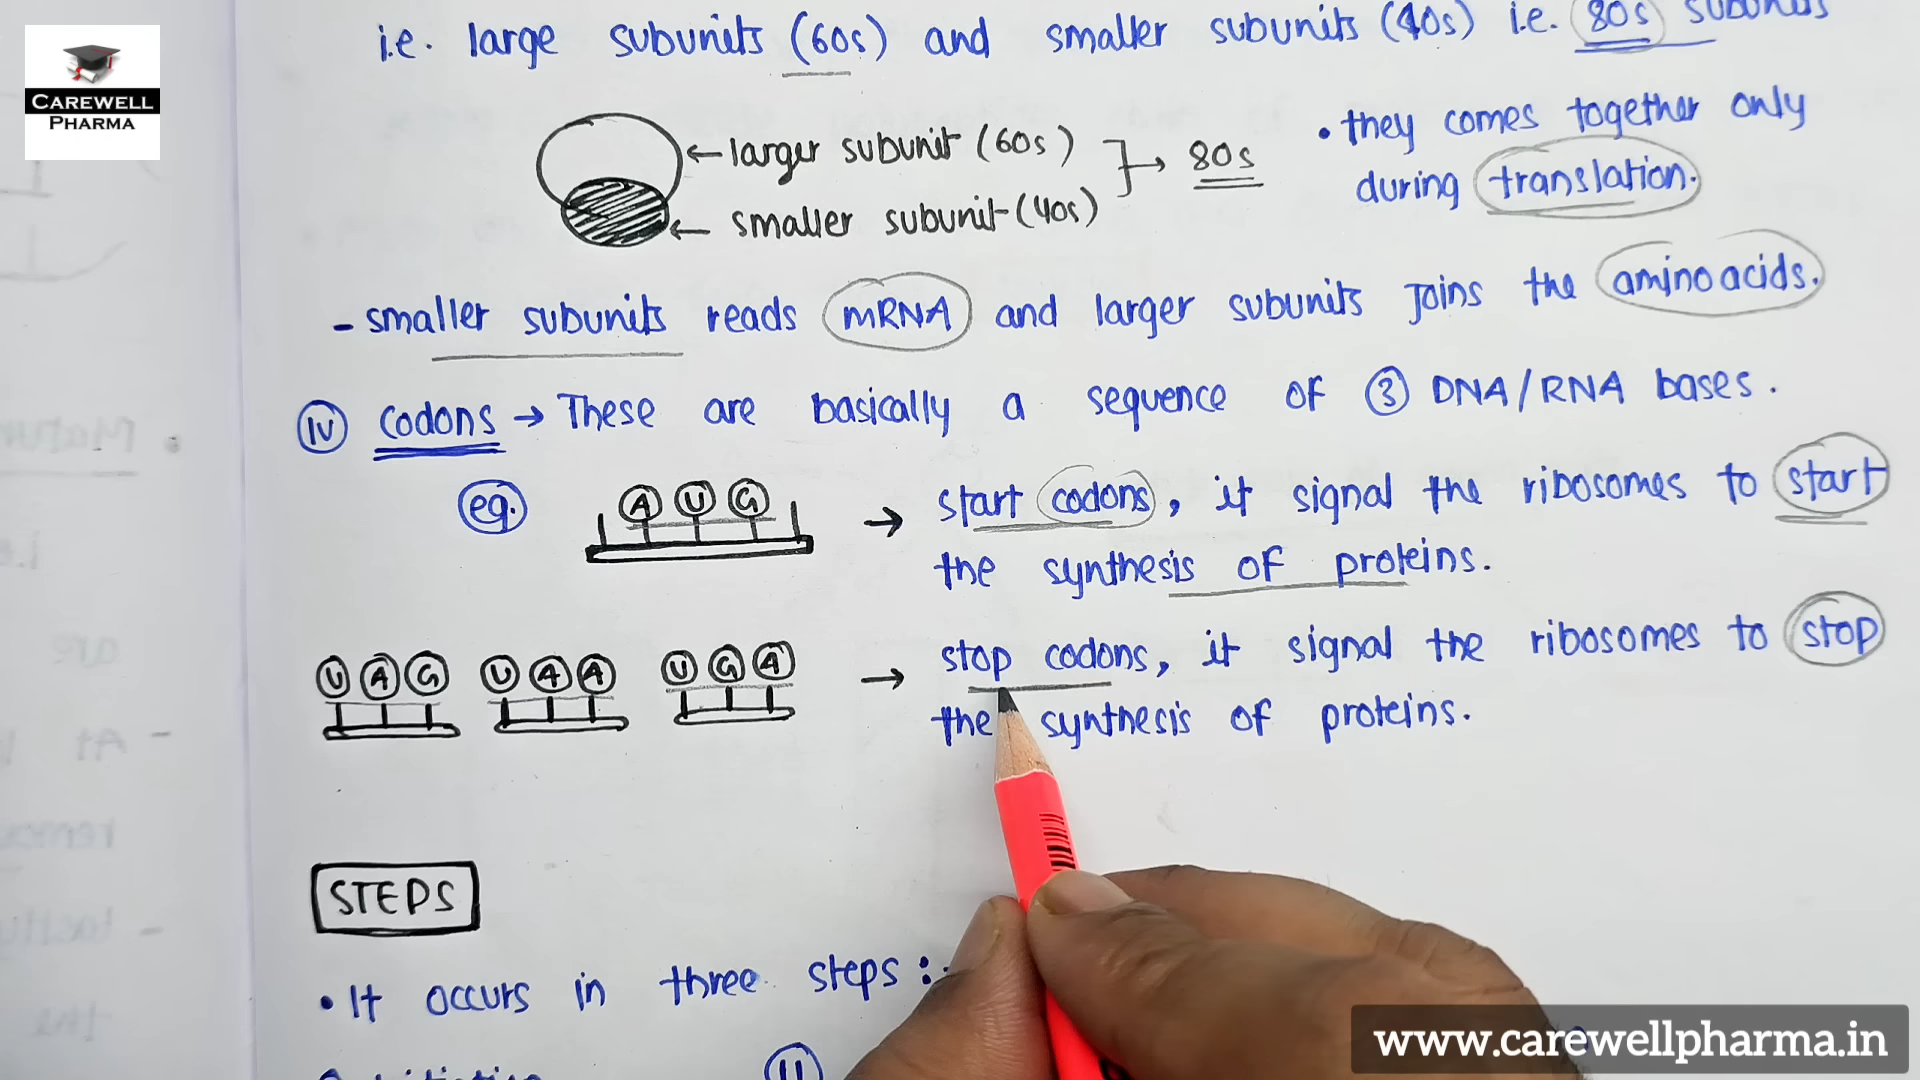 CAREWELL
PHARMA
i.e. large subunits (60s) and smaller subunits (40s) i.e. 80s subunits
← larger subunit (60s)
← smaller subunit (40s)
→ 80s
• they comes together only
during translation.
- smaller subunits reads mRNA and larger subunits Joins the amino acids.
iv codons → These are basically a sequence of 3 DNA/RNA bases.
eg. A U G → start codons, it signal the ribosomes to start
the synthesis of proteins.
U A G U A A U G A → stop codons, it signal the ribosomes to stop
the synthesis of proteins.
STEPS
• It occurs in three steps :-
www.carewellpharma.in